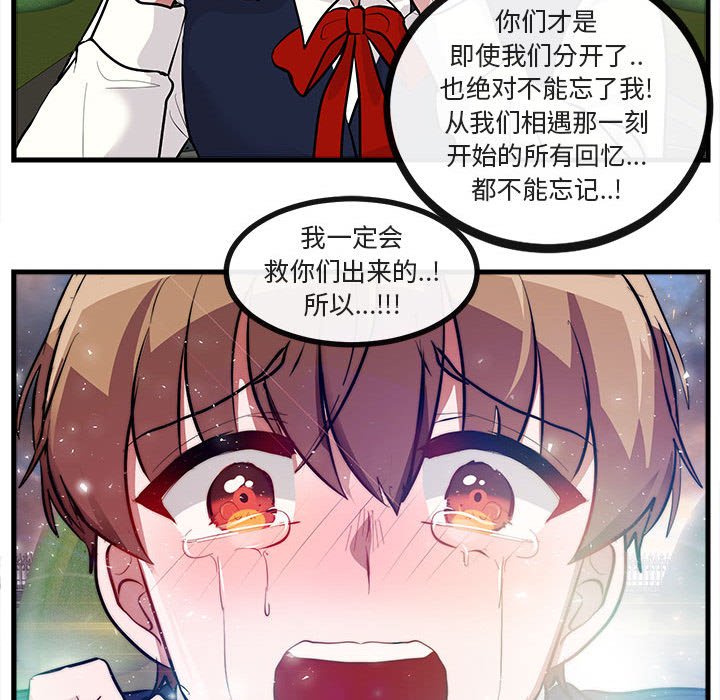 你们才是
即使我们分开了..
也绝对不能忘了我!
从我们相遇那一刻
开始的所有回忆...
都不能忘记..!
我一定会
救你们出来的..!
所以...!!!